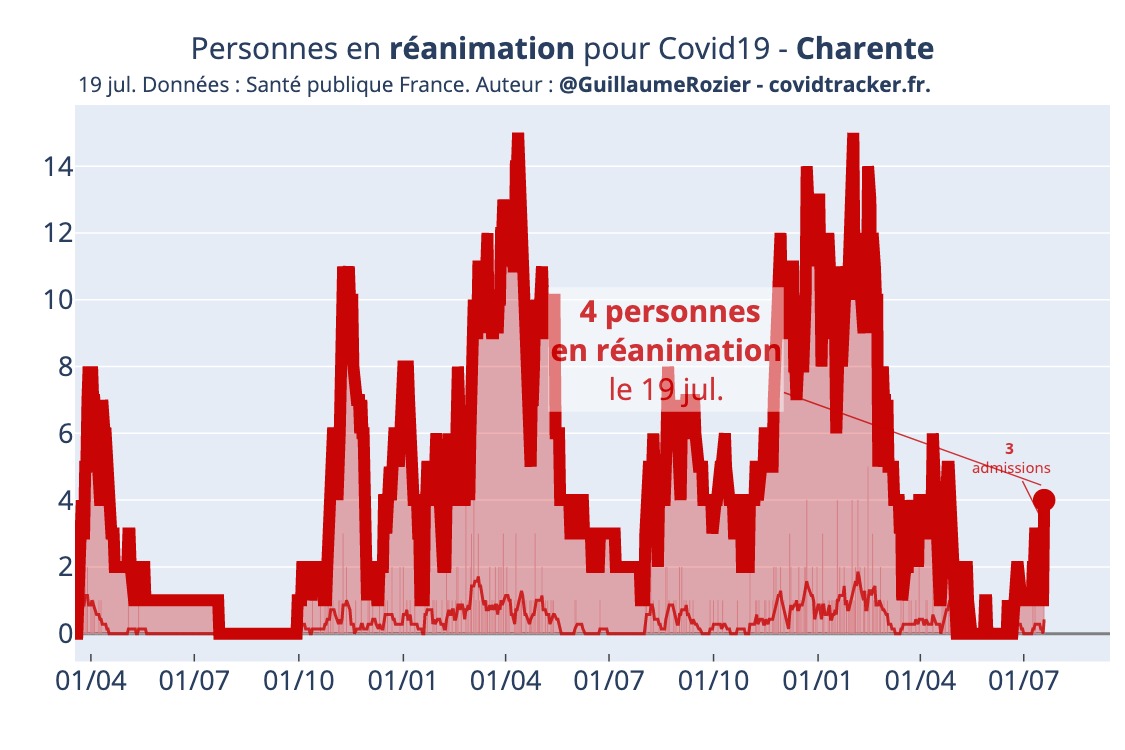 Personnes en réanimation pour Covid19 - Charente
19 jul. Données : Santé publique France. Auteur : @GuillaumeRozier - covidtracker.fr.
14
12
10
8
6
4
2
0
4 personnes
en réanimation
le 19 jul.
3
admissions
01/04 01/07 01/10 01/01 01/04 01/07 01/10 01/01 01/04 01/07